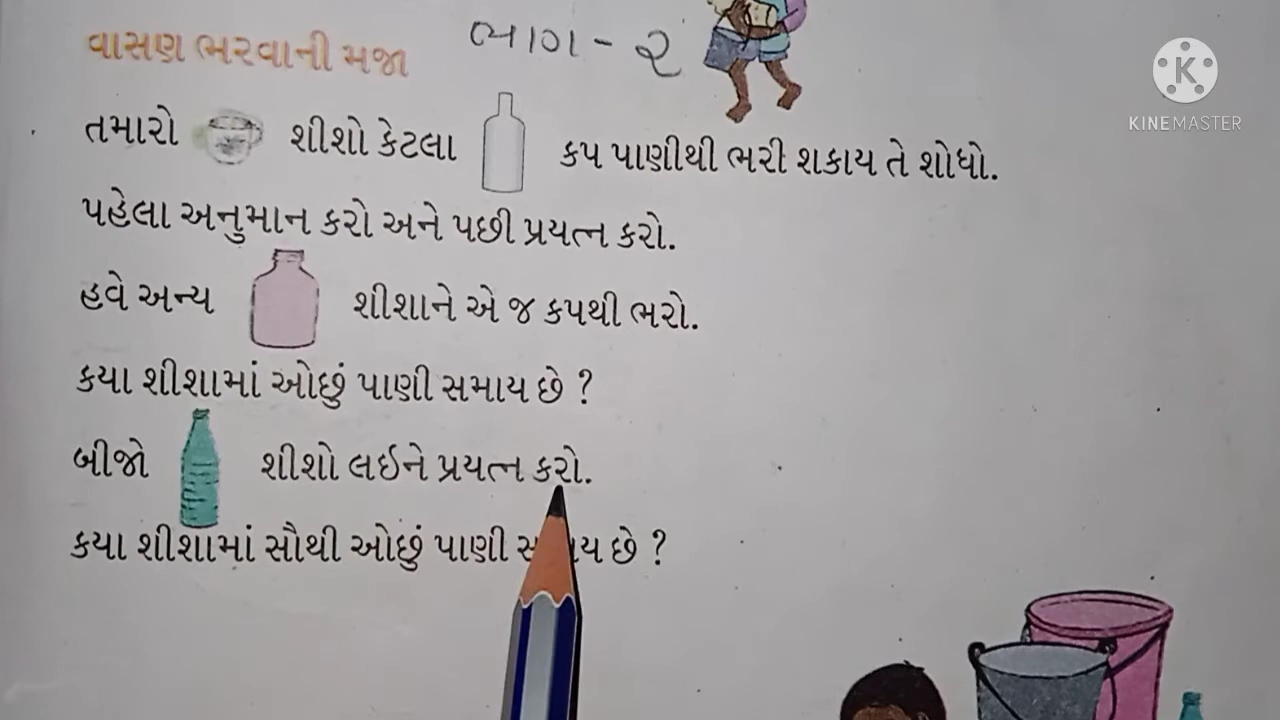 વાસણ ભરવાની મજા ભાગ - ૨
KINEMASTER
તમારો શીશો કેટલા કપ પાણીથી ભરી શકાય તે શોધો.
પહેલા અનુમાન કરો અને પછી પ્રયત્ન કરો.
હવે અન્ય શીશાને એ જ કપથી ભરો.
કયા શીશામાં ઓછું પાણી સમાય છે ?
બીજો શીશો લઇને પ્રયત્ન કરો.
કયા શીશામાં સૌથી ઓછું પાણી છે ?